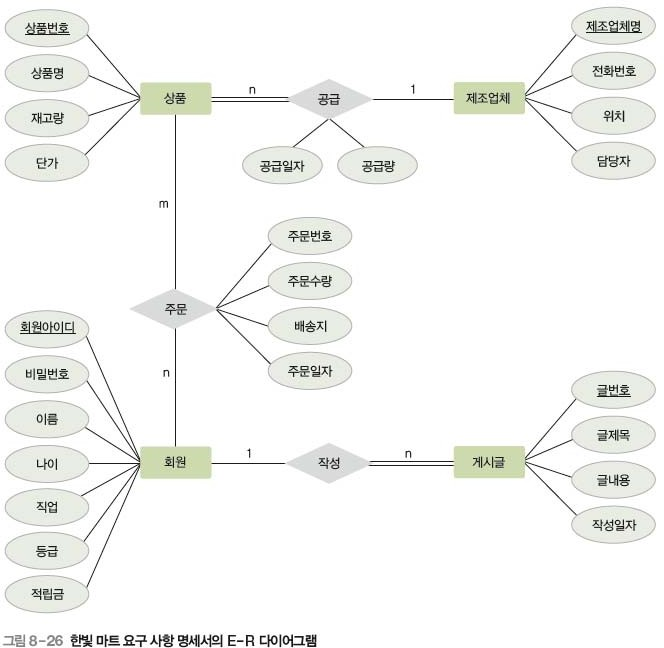 상품번호
상품명
재고량
단가
상품
n
공급
1
제조업체
공급일자
공급량
제조업체명
전화번호
위치
담당자
m
주문
n
주문번호
주문수량
배송지
주문일자
회원아이디
비밀번호
이름
나이
직업
등급
적립금
회원
1
작성
n
게시글
글번호
글제목
글내용
작성일자
그림 8-26 한빛 마트 요구 사항 명세서의 E-R 다이어그램